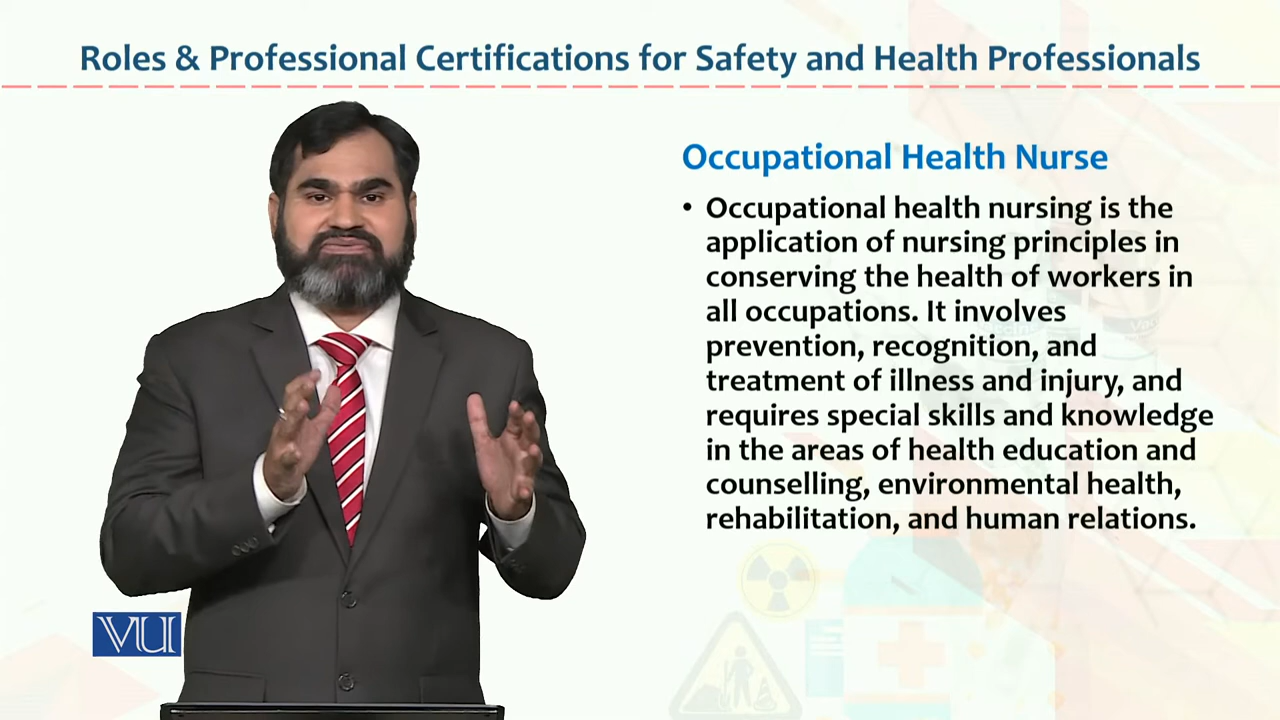 Roles & Professional Certifications for Safety and Health Professionals
Occupational Health Nurse
• Occupational health nursing is the
application of nursing principles in
conserving the health of workers in
all occupations. It involves
prevention, recognition, and
treatment of illness and injury, and
requires special skills and knowledge
in the areas of health education and
counselling, environmental health,
rehabilitation, and human relations.
VU